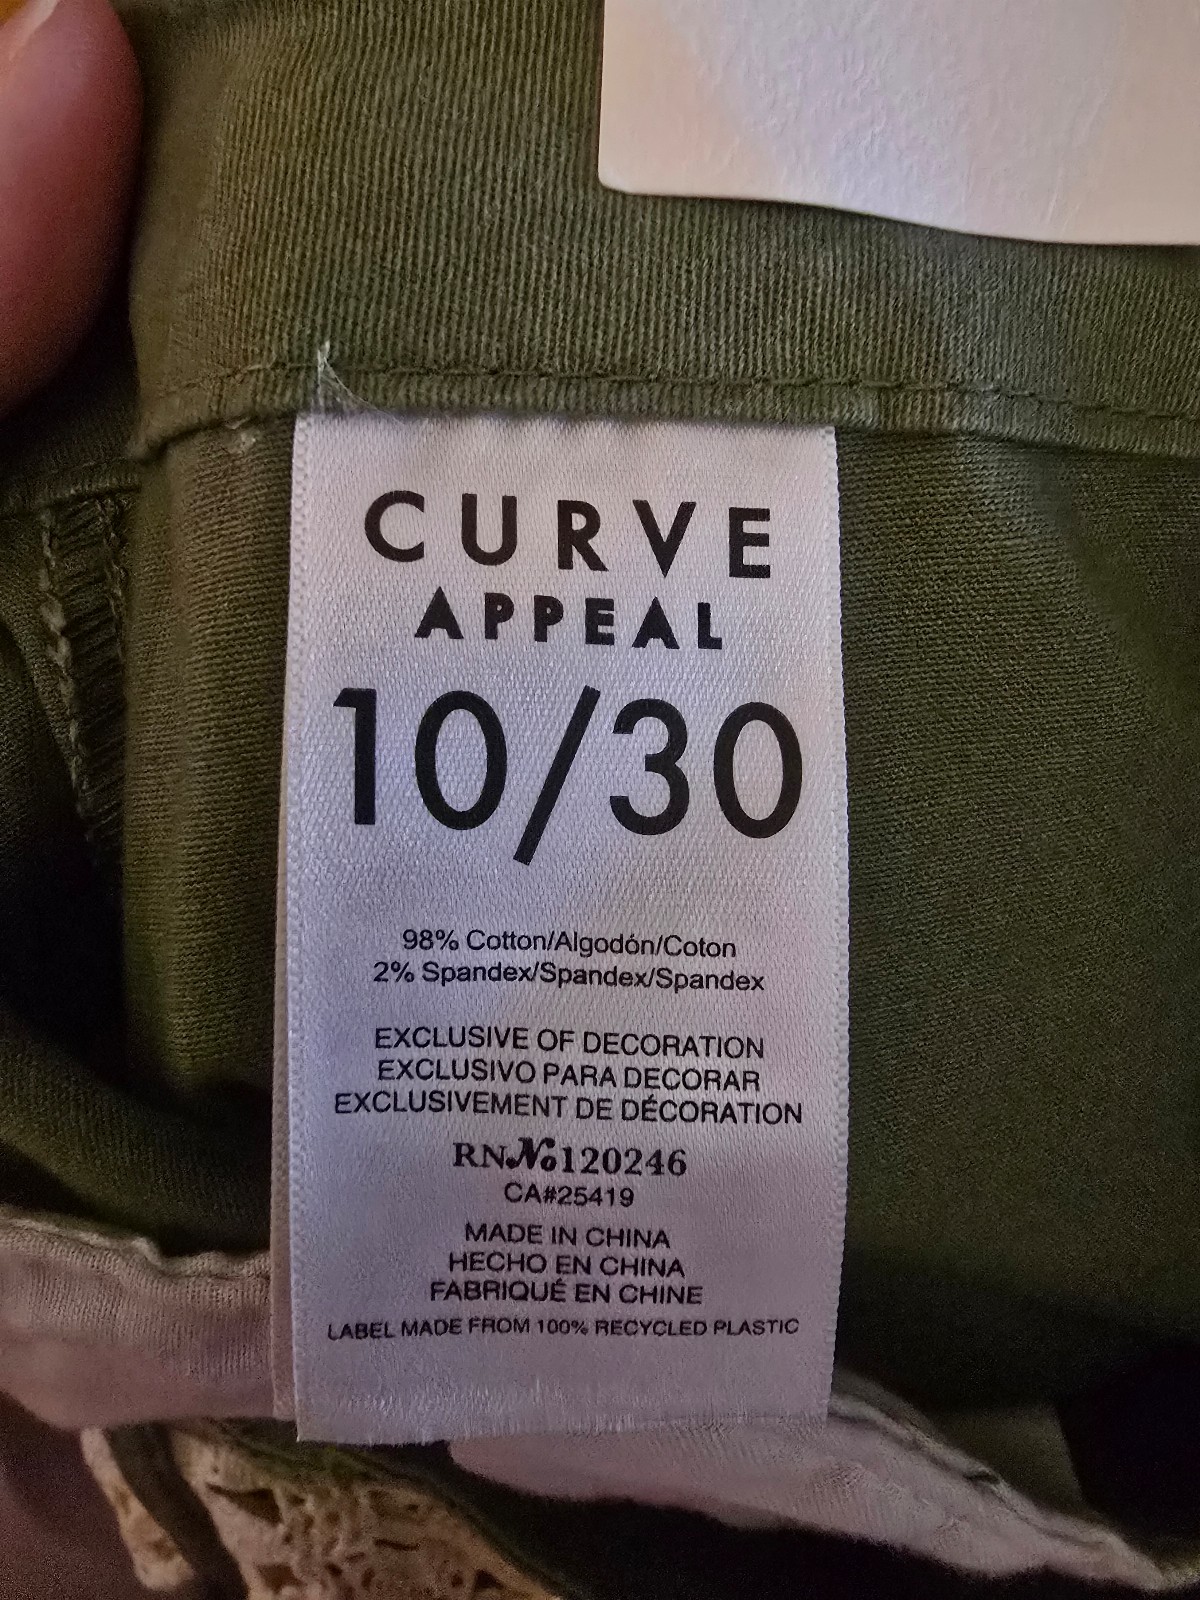 CURVE
APPEAL
10/30
98% Cotton/Algodón/Coton
2% Spandex/Spandex/Spandex
EXCLUSIVE OF DECORATION
EXCLUSIVO PARA DECORAR
EXCLUSIVEMENT DE DÉCORATION
RN№120246
CA#25419
MADE IN CHINA
HECHO EN CHINA
FABRIQUÉ EN CHINE
LABEL MADE FROM 100% RECYCLED PLASTIC